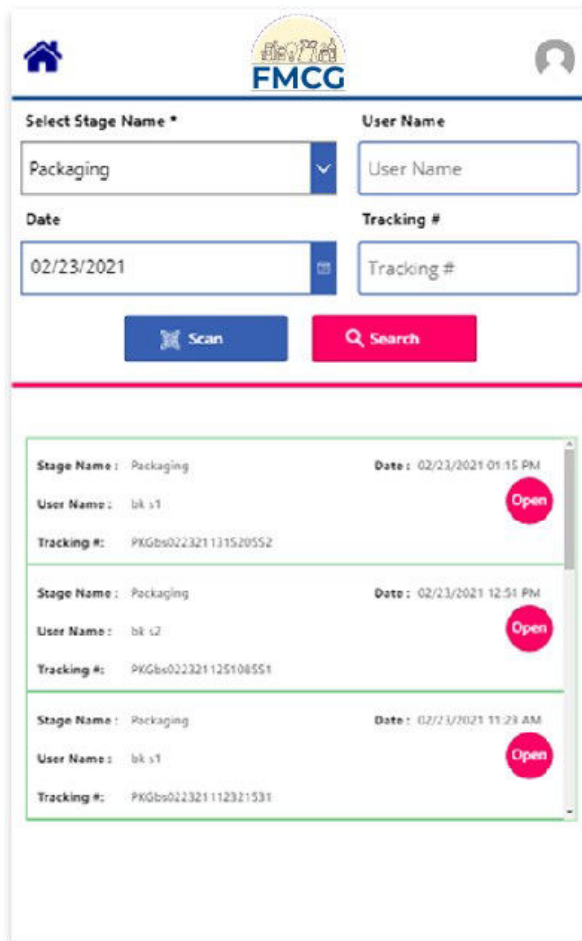 FMCG
Select Stage Name * User Name
Packaging User Name
Date Tracking #
02/23/2021 Tracking #
Scan Search
Stage Name : Packaging Date : 02/23/2021 01:15 PM
User Name : bk s1 Open
Tracking #: PKGbs022321131520552
Stage Name : Packaging Date : 02/23/2021 12:51 PM
User Name : bk s2 Open
Tracking #: PKGbs022321125108551
Stage Name : Packaging Date : 02/23/2021 11:23 AM
User Name : bk s1 Open
Tracking #: PKGbs022321112321531